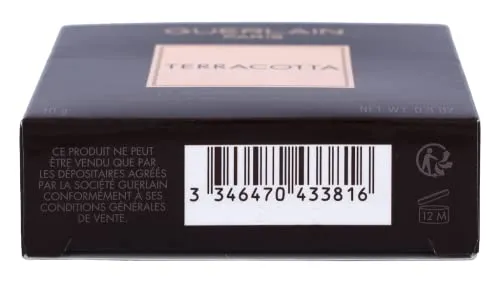 GUERLAIN
PARIS
TERRACOTTA
10 g
NET WT. 0.3 OZ.
CE PRODUIT NE PEUT
ÊTRE VENDU QUE PAR
LES DÉPOSITAIRES AGRÉÉS
PAR LA SOCIÉTÉ GUERLAIN
CONFORMÉMENT À SES
CONDITIONS GÉNÉRALES
DE VENTE.
3 346470 433816
12 M